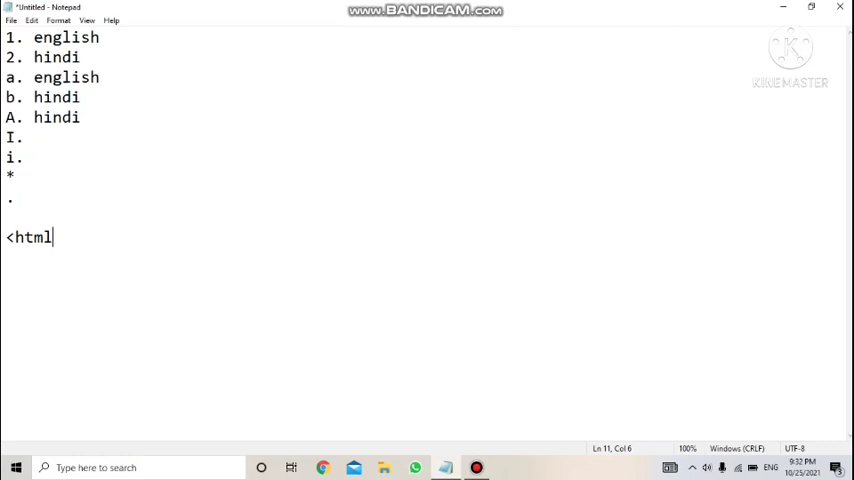 *Untitled - Notepad
www.BANDICAM.com
File Edit Format View Help
1. english
2. hindi
a. english
b. hindi
A. hindi
I.
i.
*
.
<html
KINEMASTER
Ln 11, Col 6 100% Windows (CRLF) UTF-8
Type here to search
ENG
9:32 PM
10/25/2021
3